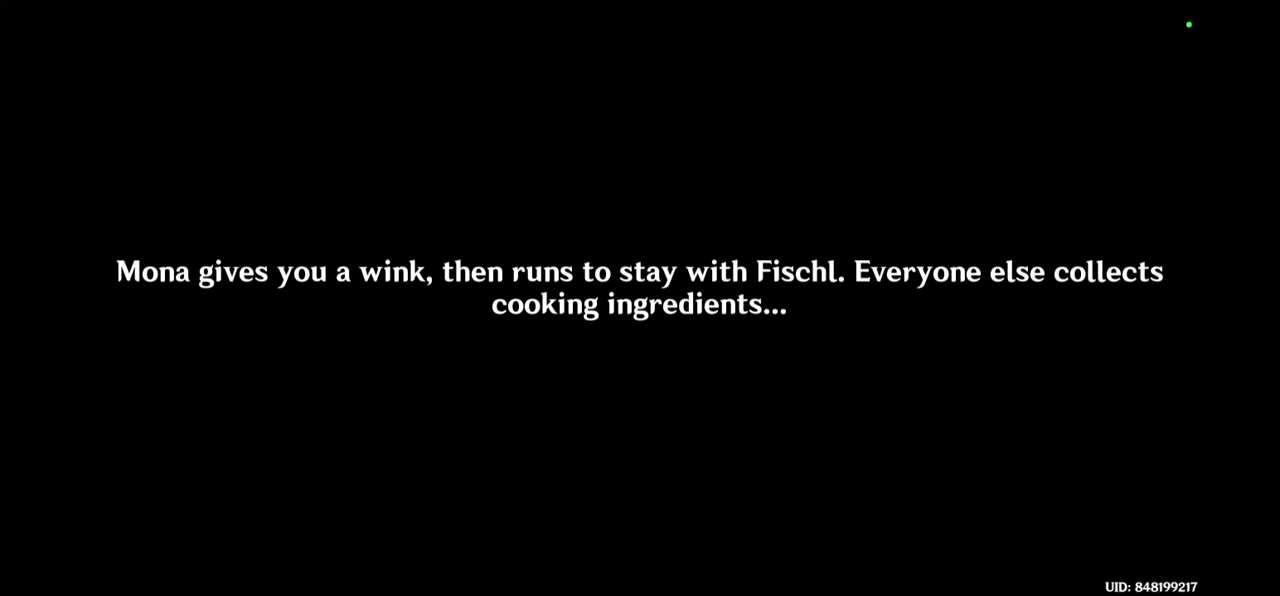 Mona gives you a wink, then runs to stay with Fischl. Everyone else collects
cooking ingredients...
UID: 848199217